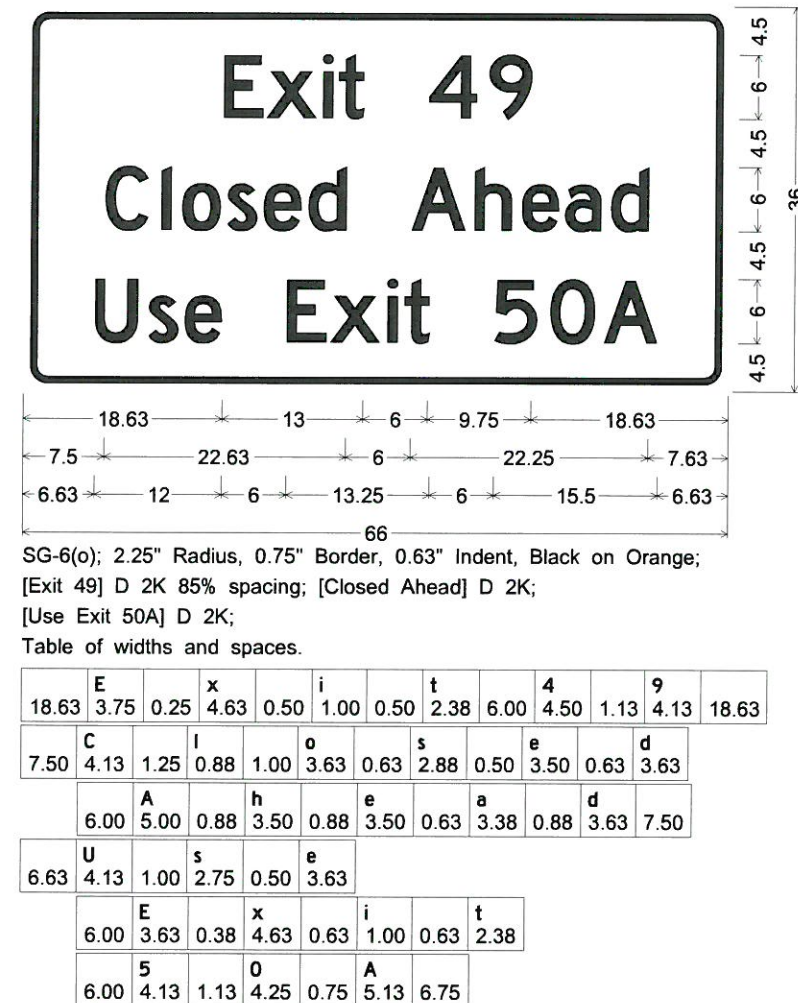 Exit 49
4.5
6
Closed Ahead
4.5
6
36
4.5
Use Exit 50A
6
4.5
18.63 13 6 9.75 18.63
7.5 22.63 6 22.25 7.63
6.63 12 6 13.25 6 15.5 6.63
66
SG-6(o); 2.25" Radius, 0.75" Border, 0.63" Indent, Black on Orange;
[Exit 49] D 2K 85% spacing; [Closed Ahead] D 2K;
[Use Exit 50A] D 2K;
Table of widths and spaces.
E x i t 4 9
18.63 3.75 0.25 4.63 0.50 1.00 0.50 2.38 6.00 4.50 1.13 4.13 18.63
C l o s e d
7.50 4.13 1.25 0.88 1.00 3.63 0.63 2.88 0.50 3.50 0.63 3.63
A h e a d
6.00 5.00 0.88 3.50 0.88 3.50 0.63 3.38 0.88 3.63 7.50
U s e
6.63 4.13 1.00 2.75 0.50 3.63
E x i t
6.00 3.63 0.38 4.63 0.63 1.00 0.63 2.38
5 0 A
6.00 4.13 1.13 4.25 0.75 5.13 6.75